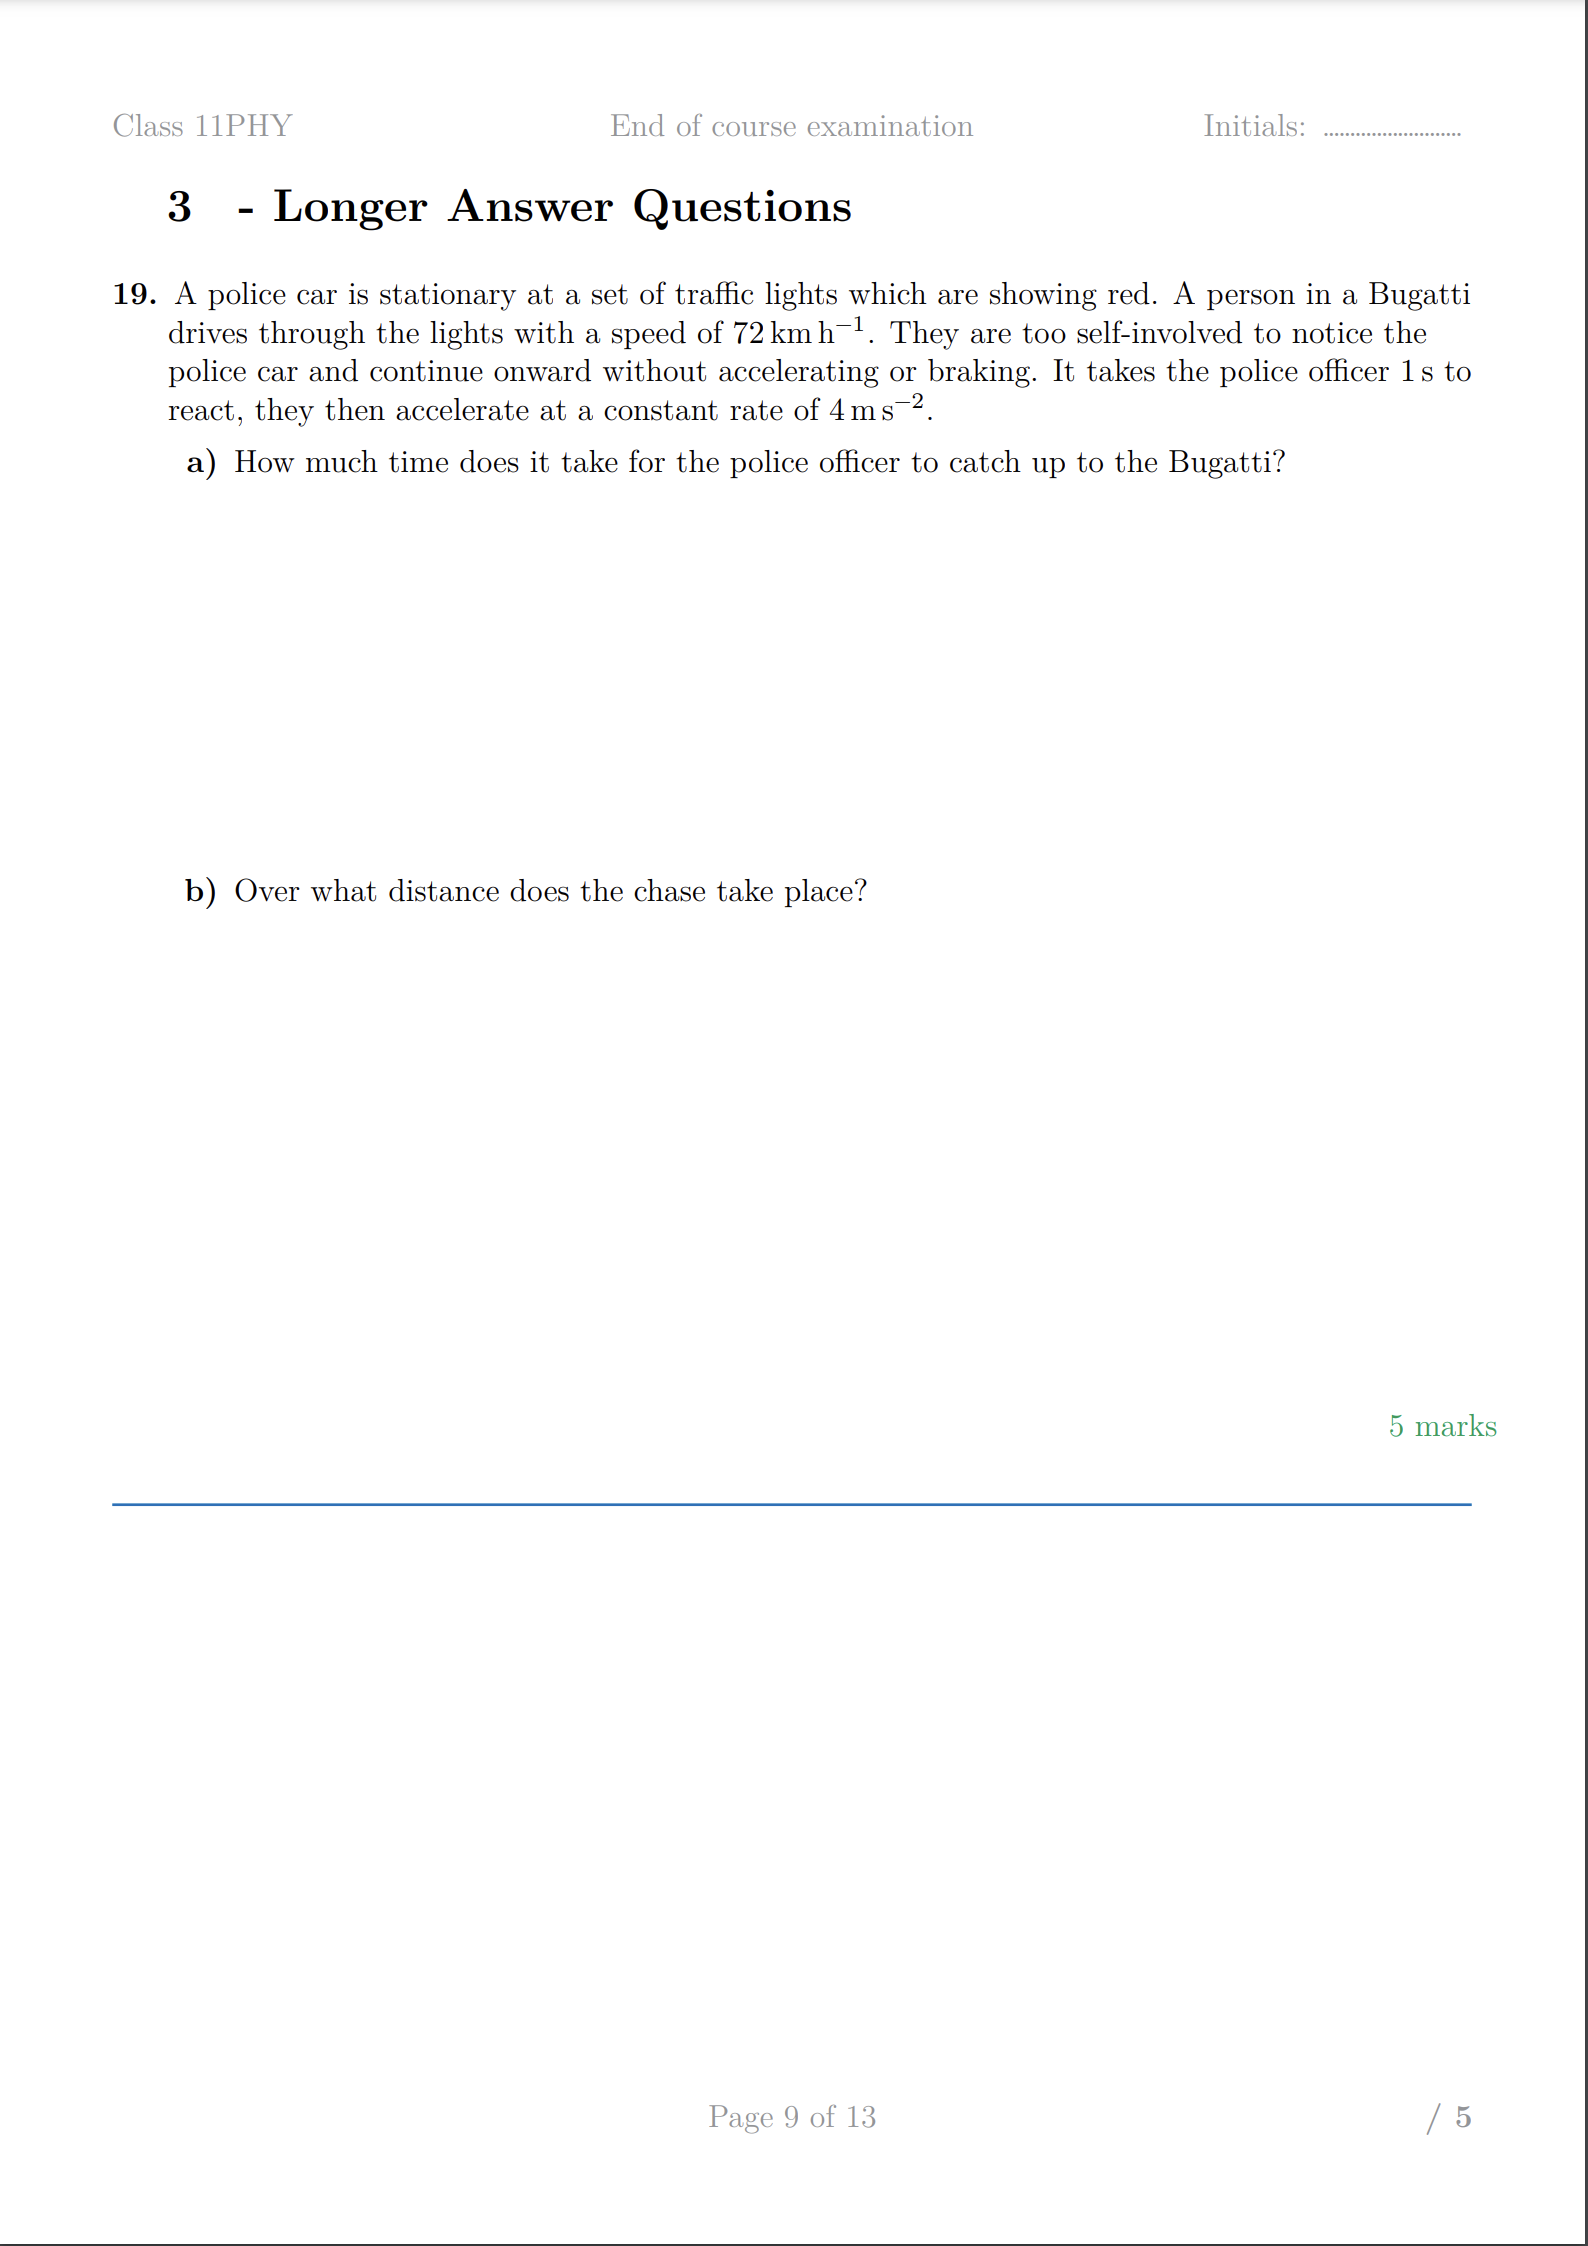 Class 11PHY End of course examination Initials: ..........................
3 - Longer Answer Questions
19. A police car is stationary at a set of traffic lights which are showing red. A person in a Bugatti
drives through the lights with a speed of 72 km h⁻¹. They are too self-involved to notice the
police car and continue onward without accelerating or braking. It takes the police officer 1 s to
react, they then accelerate at a constant rate of 4 m s⁻².
a) How much time does it take for the police officer to catch up to the Bugatti?
b) Over what distance does the chase take place?
5 marks
Page 9 of 13 / 5